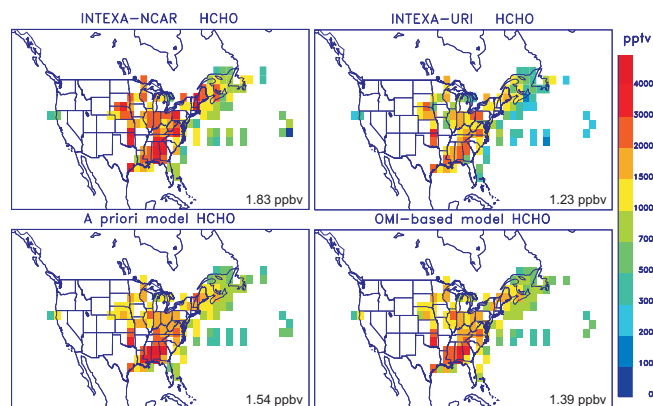 INTEXA-NCAR HCHO
INTEXA-URI HCHO
pptv
1.83 ppbv
1.23 ppbv
A priori model HCHO
OMI-based model HCHO
1.54 ppbv
1.39 ppbv
4000
2000
1500
1000
700
500
300
200
100
0